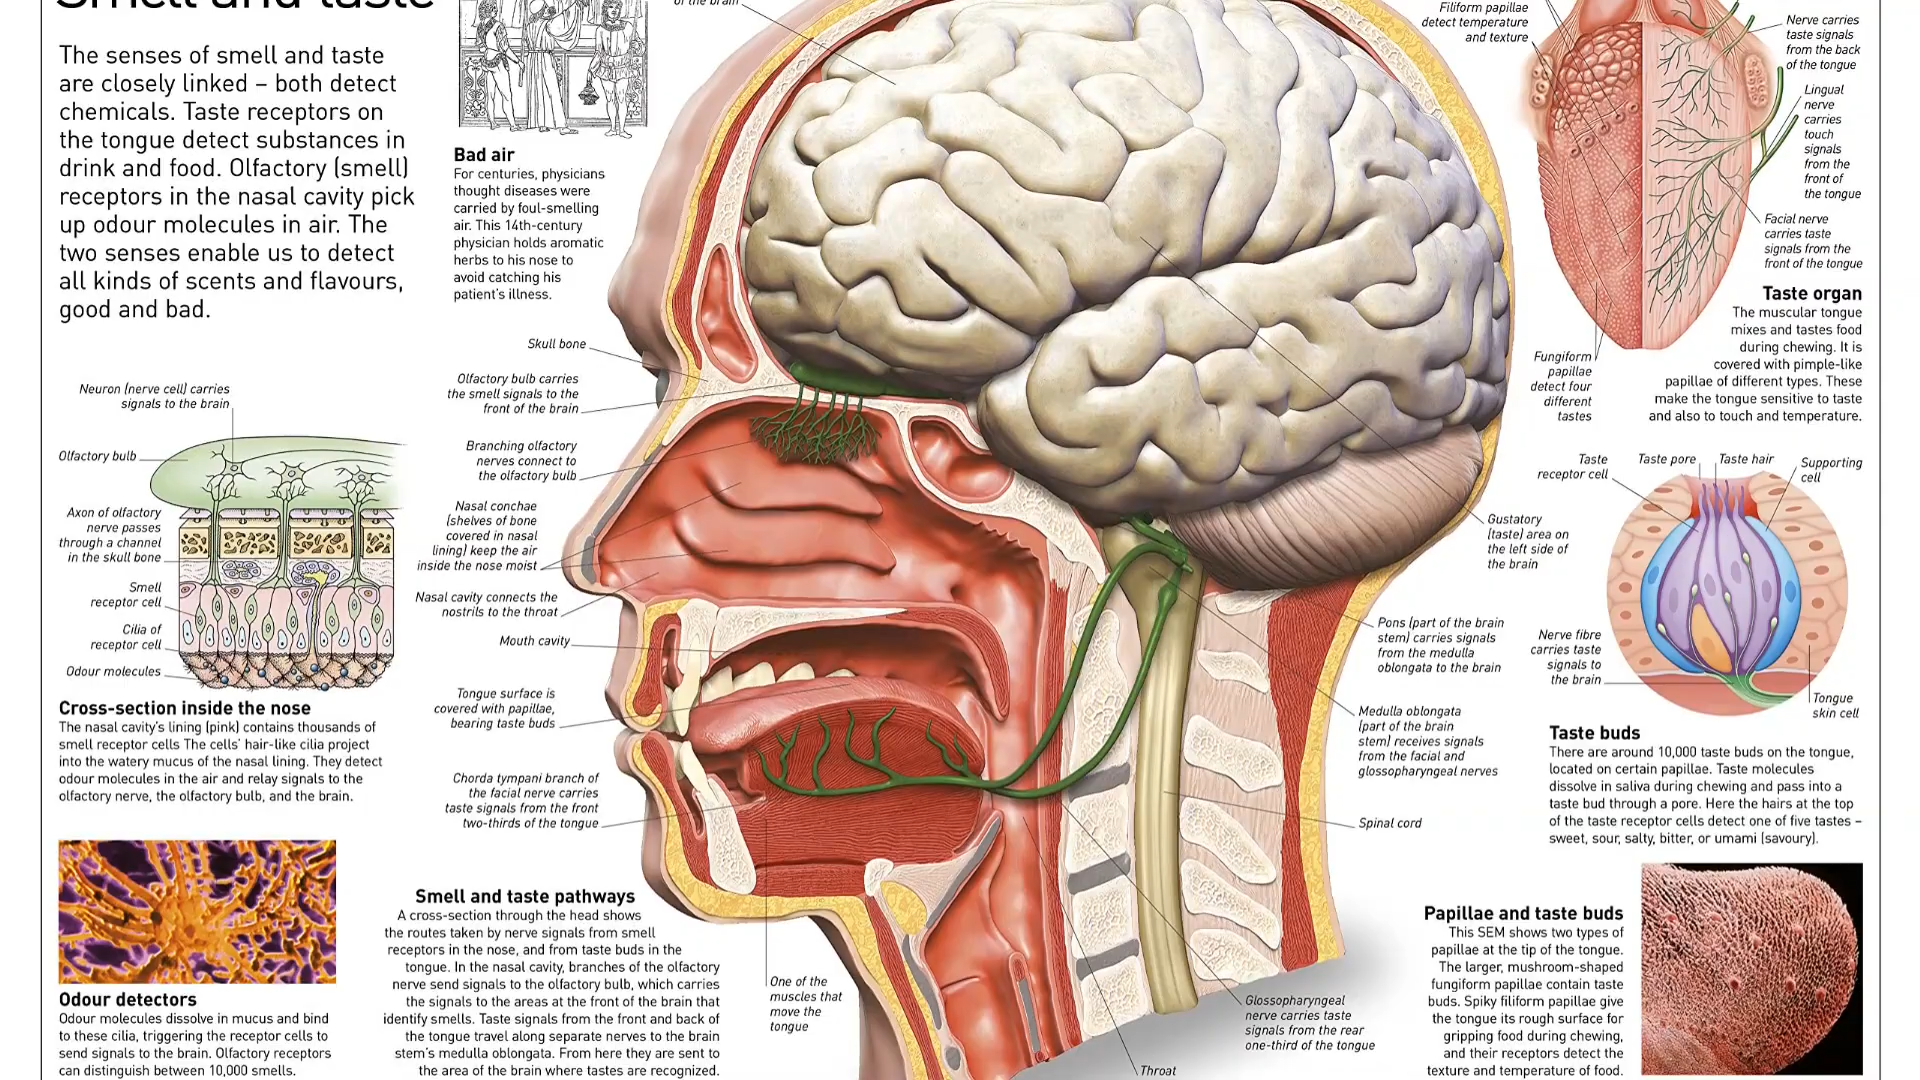 Smell and taste
The senses of smell and taste
are closely linked – both detect
chemicals. Taste receptors on
the tongue detect substances in
drink and food. Olfactory (smell)
receptors in the nasal cavity pick
up odour molecules in air. The
two senses enable us to detect
all kinds of scents and flavours,
good and bad.
Neuron (nerve cell) carries
signals to the brain
Olfactory bulb
Axon of olfactory
nerve passes
through a channel
in the skull bone
Smell
receptor cell
Cilia of
receptor cell
Odour molecules
Cross-section inside the nose
The nasal cavity's lining (pink) contains thousands of
smell receptor cells The cells' hair-like cilia project
into the watery mucus of the nasal lining. They detect
odour molecules in the air and relay signals to the
olfactory nerve, the olfactory bulb, and the brain.
Odour detectors
Odour molecules dissolve in mucus and bind
to these cilia, triggering the receptor cells to
send signals to the brain. Olfactory receptors
can distinguish between 10,000 smells.
Bad air
For centuries, physicians
thought diseases were
carried by foul-smelling
air. This 14th-century
physician holds aromatic
herbs to his nose to
avoid catching his
patient's illness.
of the brain
Skull bone
Olfactory bulb carries
the smell signals to the
front of the brain
Branching olfactory
nerves connect to
the olfactory bulb
Nasal conchae
(shelves of bone
covered in nasal
lining) keep the air
inside the nose moist
Nasal cavity connects the
nostrils to the throat
Mouth cavity
Tongue surface is
covered with papillae,
bearing taste buds
Chorda tympani branch of
the facial nerve carries
taste signals from the front
two-thirds of the tongue
Smell and taste pathways
A cross-section through the head shows
the routes taken by nerve signals from smell
receptors in the nose, and from taste buds in the
tongue. In the nasal cavity, branches of the olfactory
nerve send signals to the olfactory bulb, which carries
the signals to the areas at the front of the brain that
identify smells. Taste signals from the front and back of
the tongue travel along separate nerves to the brain
stem's medulla oblongata. From here they are sent to
the area of the brain where tastes are recognized.
One of the
muscles that
move the
tongue
Throat
Glossopharyngeal
nerve carries taste
signals from the rear
one-third of the tongue
Spinal cord
Medulla oblongata
(part of the brain
stem) receives signals
from the facial and
glossopharyngeal nerves
Pons (part of the brain
stem) carries signals
from the medulla
oblongata to the brain
Gustatory
(taste) area on
the left side of
the brain
Filiform papillae
detect temperature
and texture
Nerve carries
taste signals
from the back
of the tongue
Lingual
nerve
carries
touch
signals
from the
front of
the tongue
Facial nerve
carries taste
signals from the
front of the tongue
Fungiform
papillae
detect four
different
tastes
Taste organ
The muscular tongue
mixes and tastes food
during chewing. It is
covered with pimple-like
papillae of different types. These
make the tongue sensitive to taste
and also to touch and temperature.
Taste
receptor cell
Taste pore
Taste hair
Supporting
cell
Nerve fibre
carries taste
signals to
the brain
Tongue
skin cell
Taste buds
There are around 10,000 taste buds on the tongue,
located on certain papillae. Taste molecules
dissolve in saliva during chewing and pass into a
taste bud through a pore. Here the hairs at the top
of the taste receptor cells detect one of five tastes –
sweet, sour, salty, bitter, or umami (savoury).
Papillae and taste buds
This SEM shows two types of
papillae at the tip of the tongue.
The larger, mushroom-shaped
fungiform papillae contain taste
buds. Spiky filiform papillae give
the tongue its rough surface for
gripping food during chewing,
and their receptors detect the
texture and temperature of food.